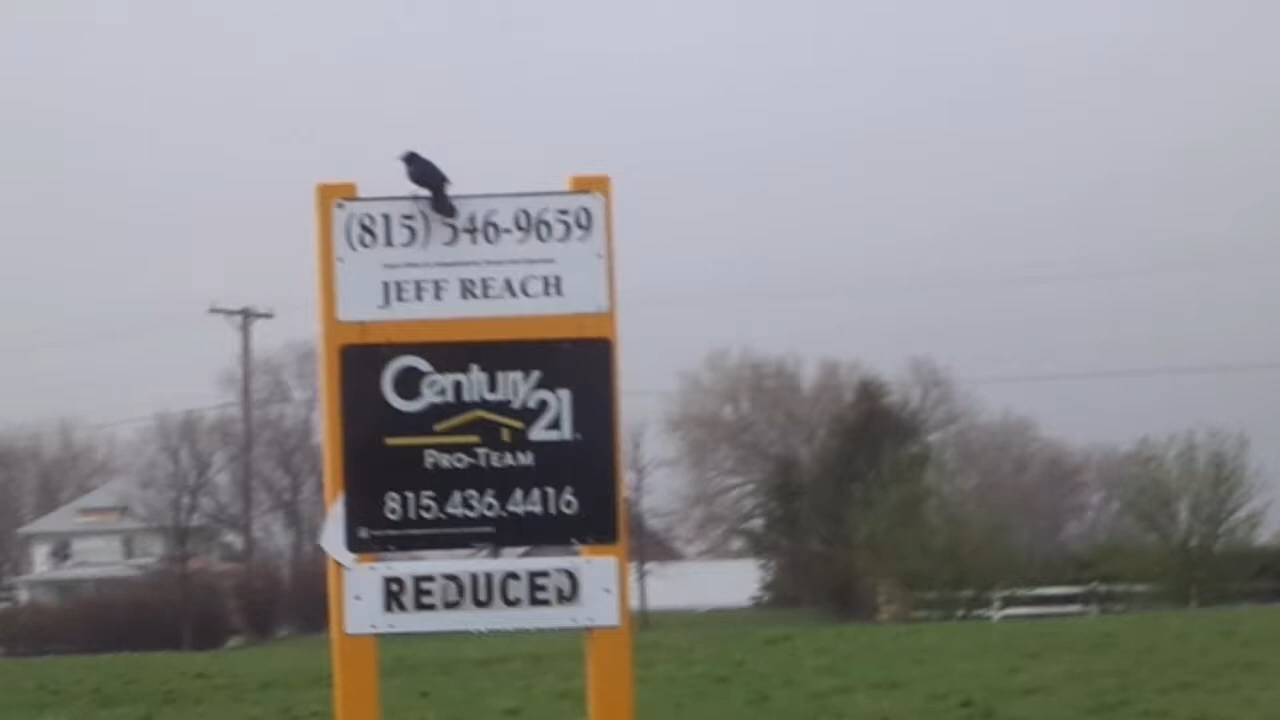 (815) 546-9659
JEFF REACH
Century 21
PRO-TEAM
815.436.4416
REDUCED